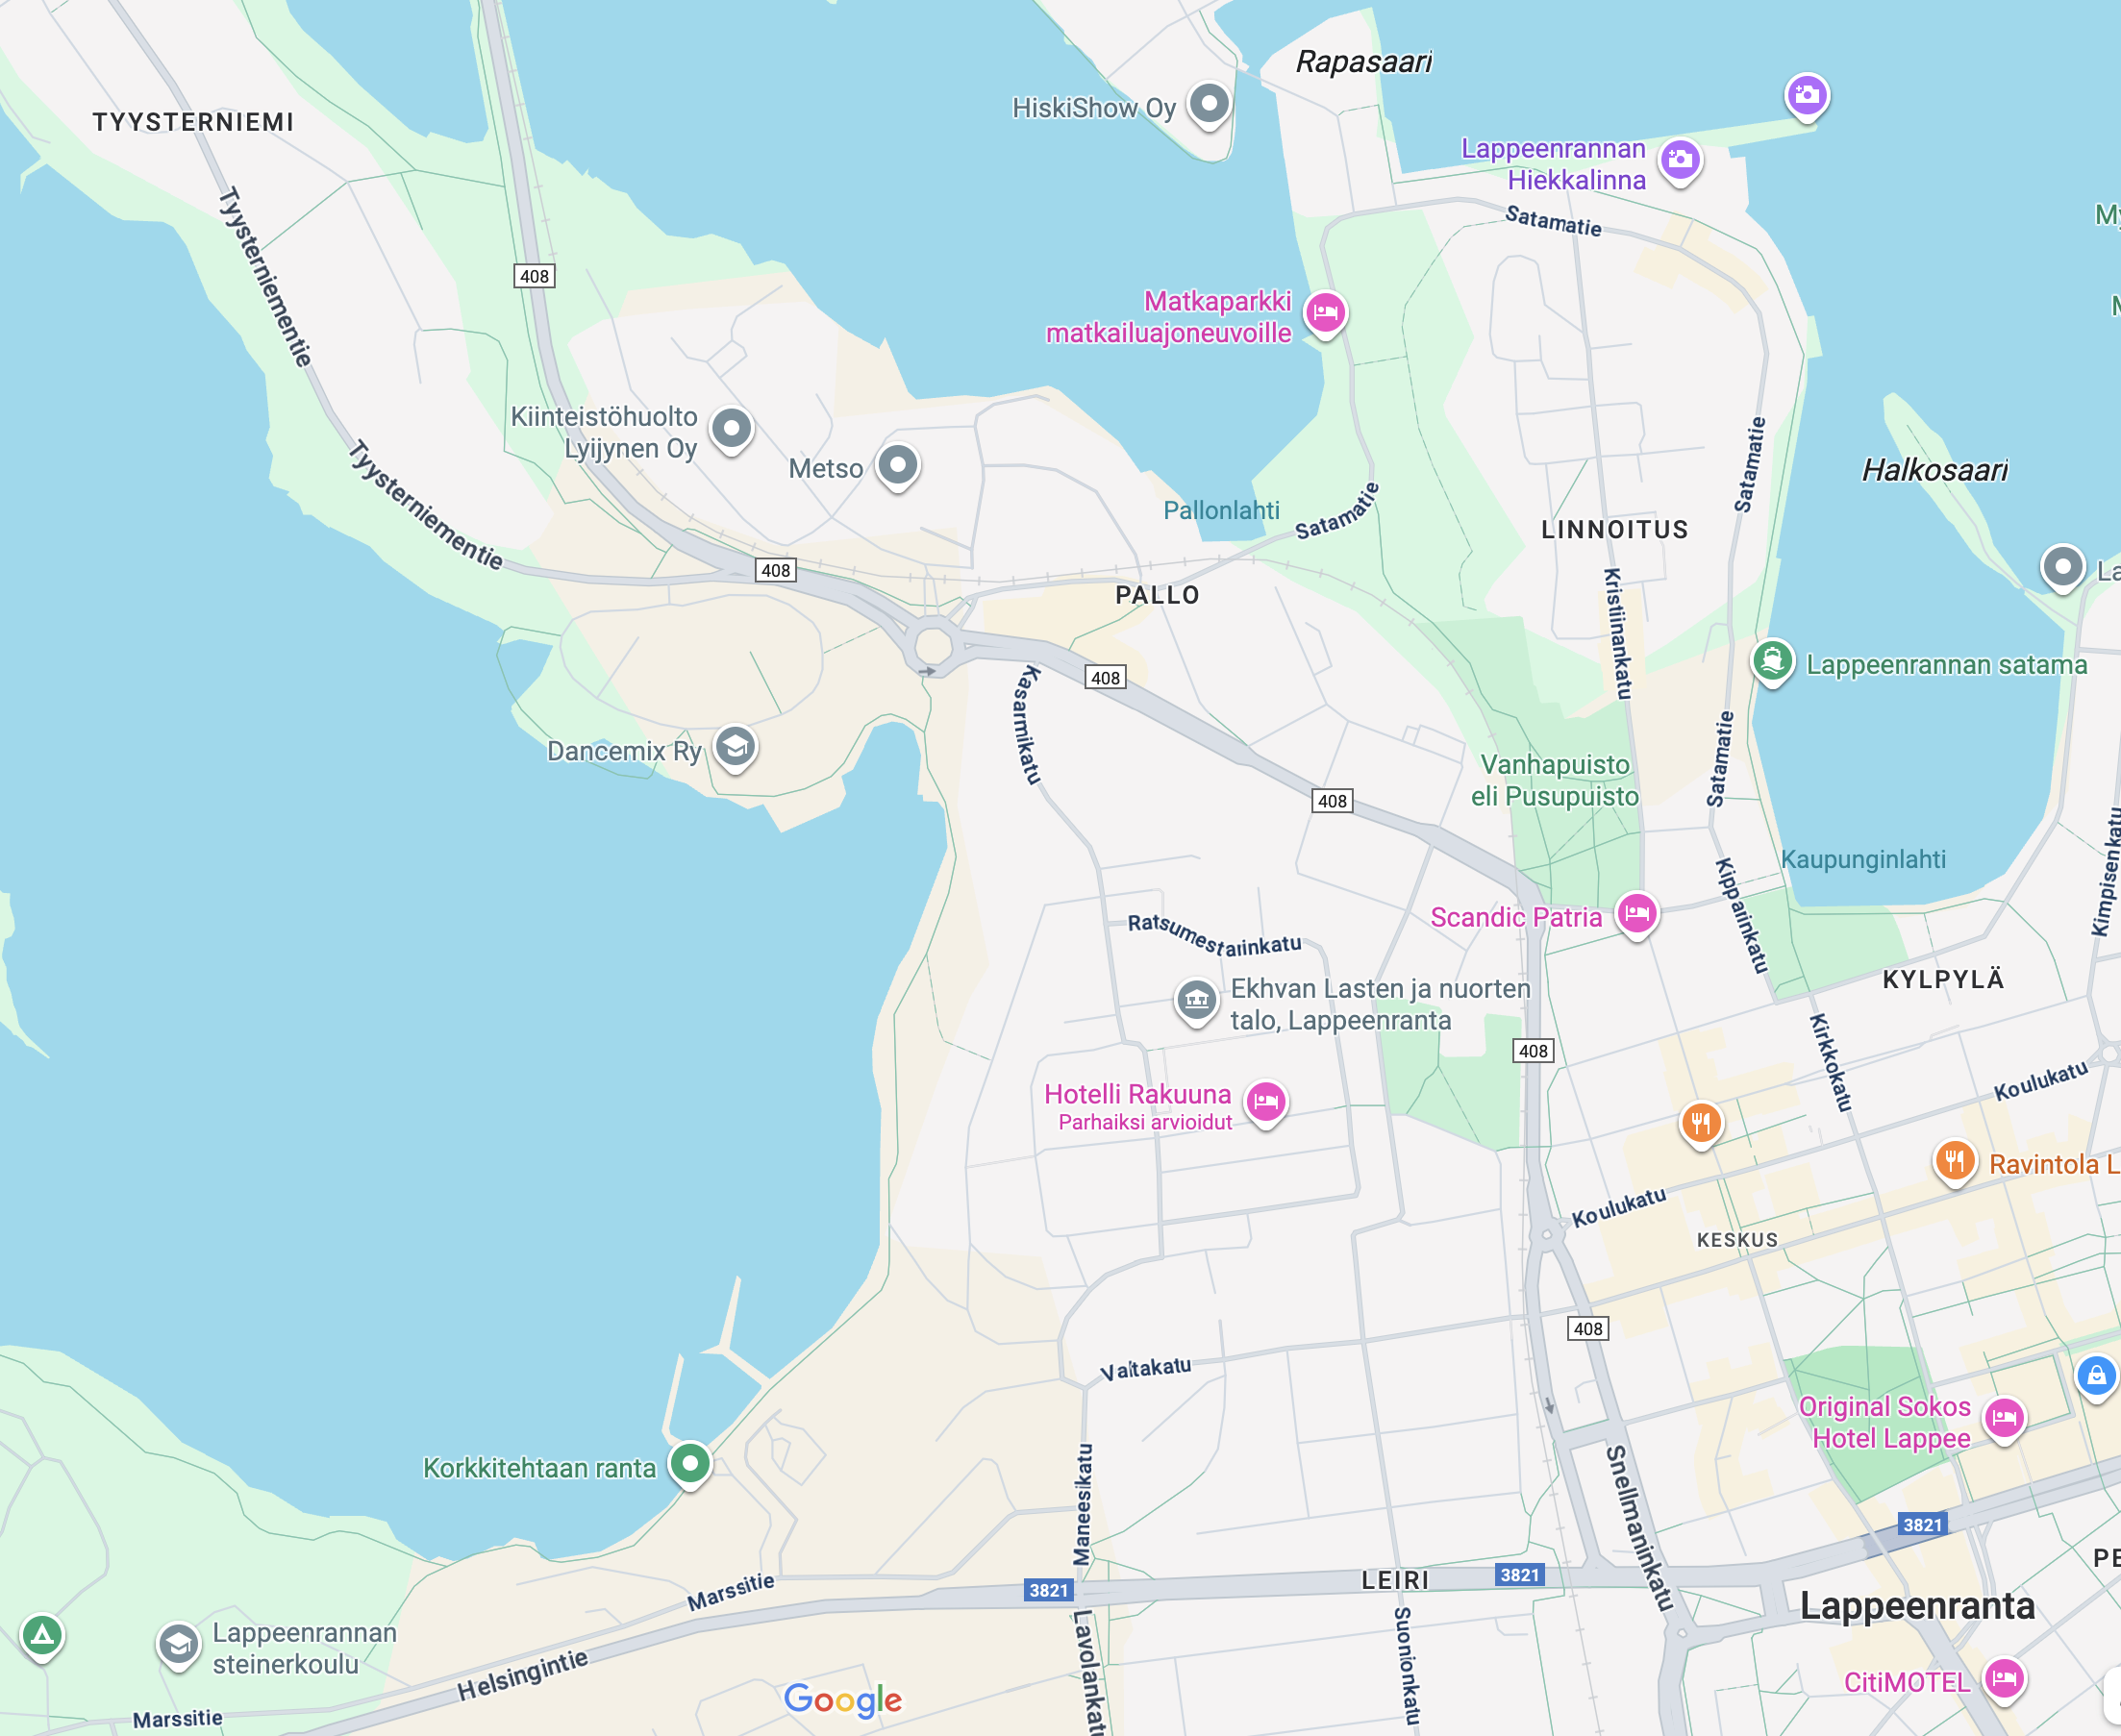 Rapasaari
HiskiShow Oy
TYYSTERNIEMI
Lappeenrannan
Hiekkalinna
Satamatie
Tyysterniementie
408
Matkaparkki
matkailuajoneuvoille
Kiinteistöhuolto
Lyijynen Oy
Metso
Satamatie
Halkosaari
Pallonlahti
Satamatie
LINNOITUS
Tyysterniementie
408
PALLO
Kristiinankatu
Lappeenrannan satama
408
Kasarmikatu
Dancemix Ry
Satamatie
Vanhapuisto
eli Pusupuisto
408
Kaupunginlahti
Kimpisenkatu
Kipparinkatu
Scandic Patria
Ratsumestarinkatu
KYLPYLÄ
Ekhvan Lasten ja nuorten
talo, Lappeenranta
408
Kirkkokatu
Koulukatu
Hotelli Rakuuna
Parhaiksi arvioidut
Ravintola L
Koulukatu
KESKUS
408
Valtakatu
Original Sokos
Hotel Lappee
Korkkitehtaan ranta
Maneesikatu
Snellmaninkatu
3821
PE
LEIRI
3821
3821
Marssitie
Lappeenranta
Lappeenrannan
steinerkoulu
Suonionkatu
Lavolankatu
Helsingintie
CitiMOTEL
Google
Marssitie